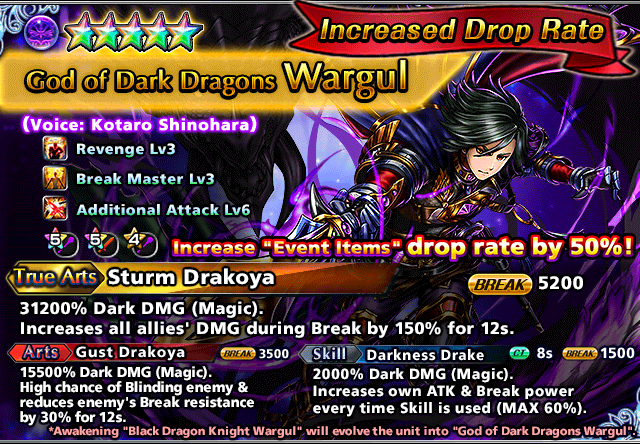 Increased Drop Rate
God of Dark Dragons Wargul
(Voice: Kotaro Shinohara)
Revenge Lv3
Break Master Lv3
Additional Attack Lv6
5 5 4
Increase "Event Items" drop rate by 50%!
True Arts Sturm Drakoya BREAK 5200
31200% Dark DMG (Magic).
Increases all allies' DMG during Break by 150% for 12s.
Arts Gust Drakoya BREAK 3500
15500% Dark DMG (Magic).
High chance of Blinding enemy &
reduces enemy's Break resistance
by 30% for 12s.
Skill Darkness Drake CT 8s BREAK 1500
2000% Dark DMG (Magic).
Increases own ATK & Break power
every time Skill is used (MAX 60%).
*Awakening "Black Dragon Knight Wargul" will evolve the unit into "God of Dark Dragons Wargul".